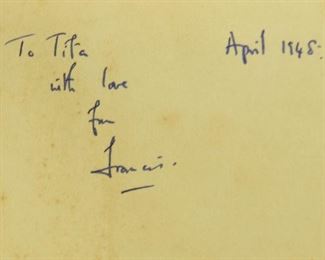 To Tita
April 1948.
with love
from
Francis.